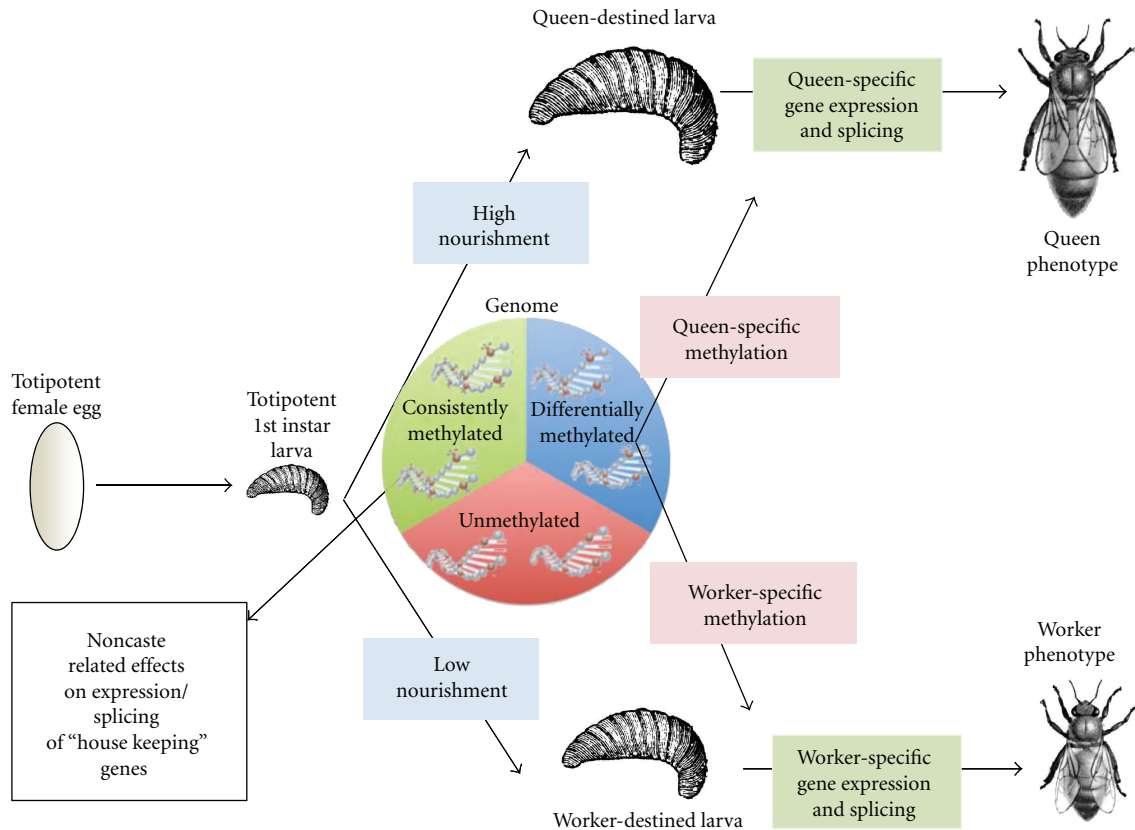 Queen-destined larva
Queen-specific
gene expression
and splicing
Queen
phenotype
High
nourishment
Genome
Queen-specific
methylation
Totipotent
female egg
Totipotent
1st instar
larva
Consistently
methylated
Differentially
methylated
Unmethylated
Worker-specific
methylation
Noncaste
related effects
on expression/
splicing
of “house keeping”
genes
Low
nourishment
Worker
phenotype
Worker-specific
gene expression
and splicing
Worker-destined larva